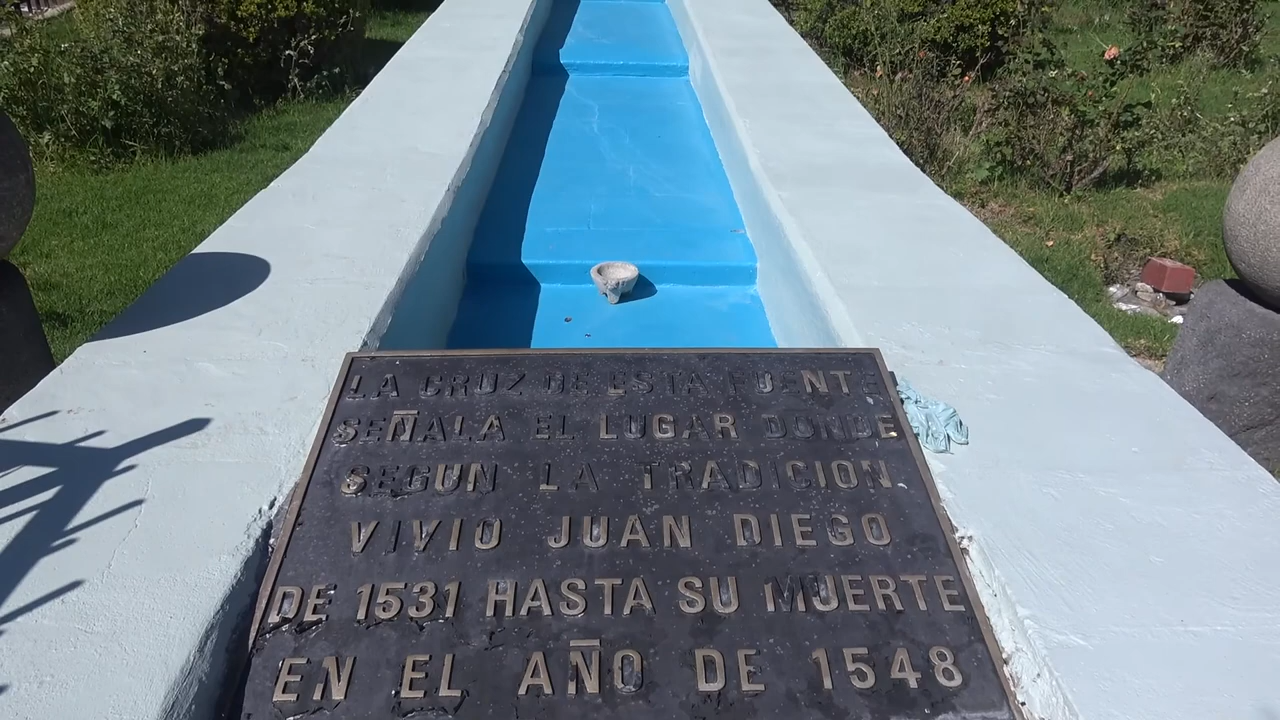 LA CRUZ DE ESTA FUENTE
SEÑALA EL LUGAR DONDE
SEGUN LA TRADICION
VIVIO JUAN DIEGO
DE 1531 HASTA SU MUERTE
EN EL AÑO DE 1548